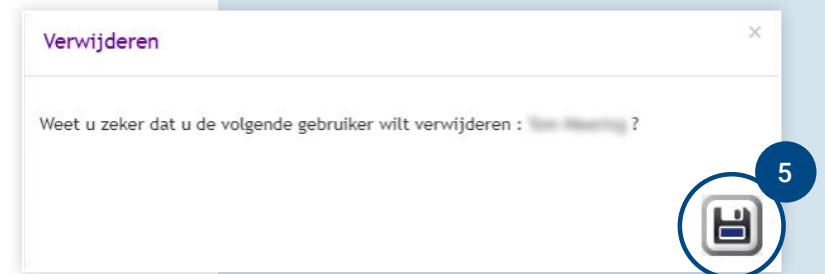 Verwijderen
×
Weet u zeker dat u de volgende gebruiker wilt verwijderen : ?
5